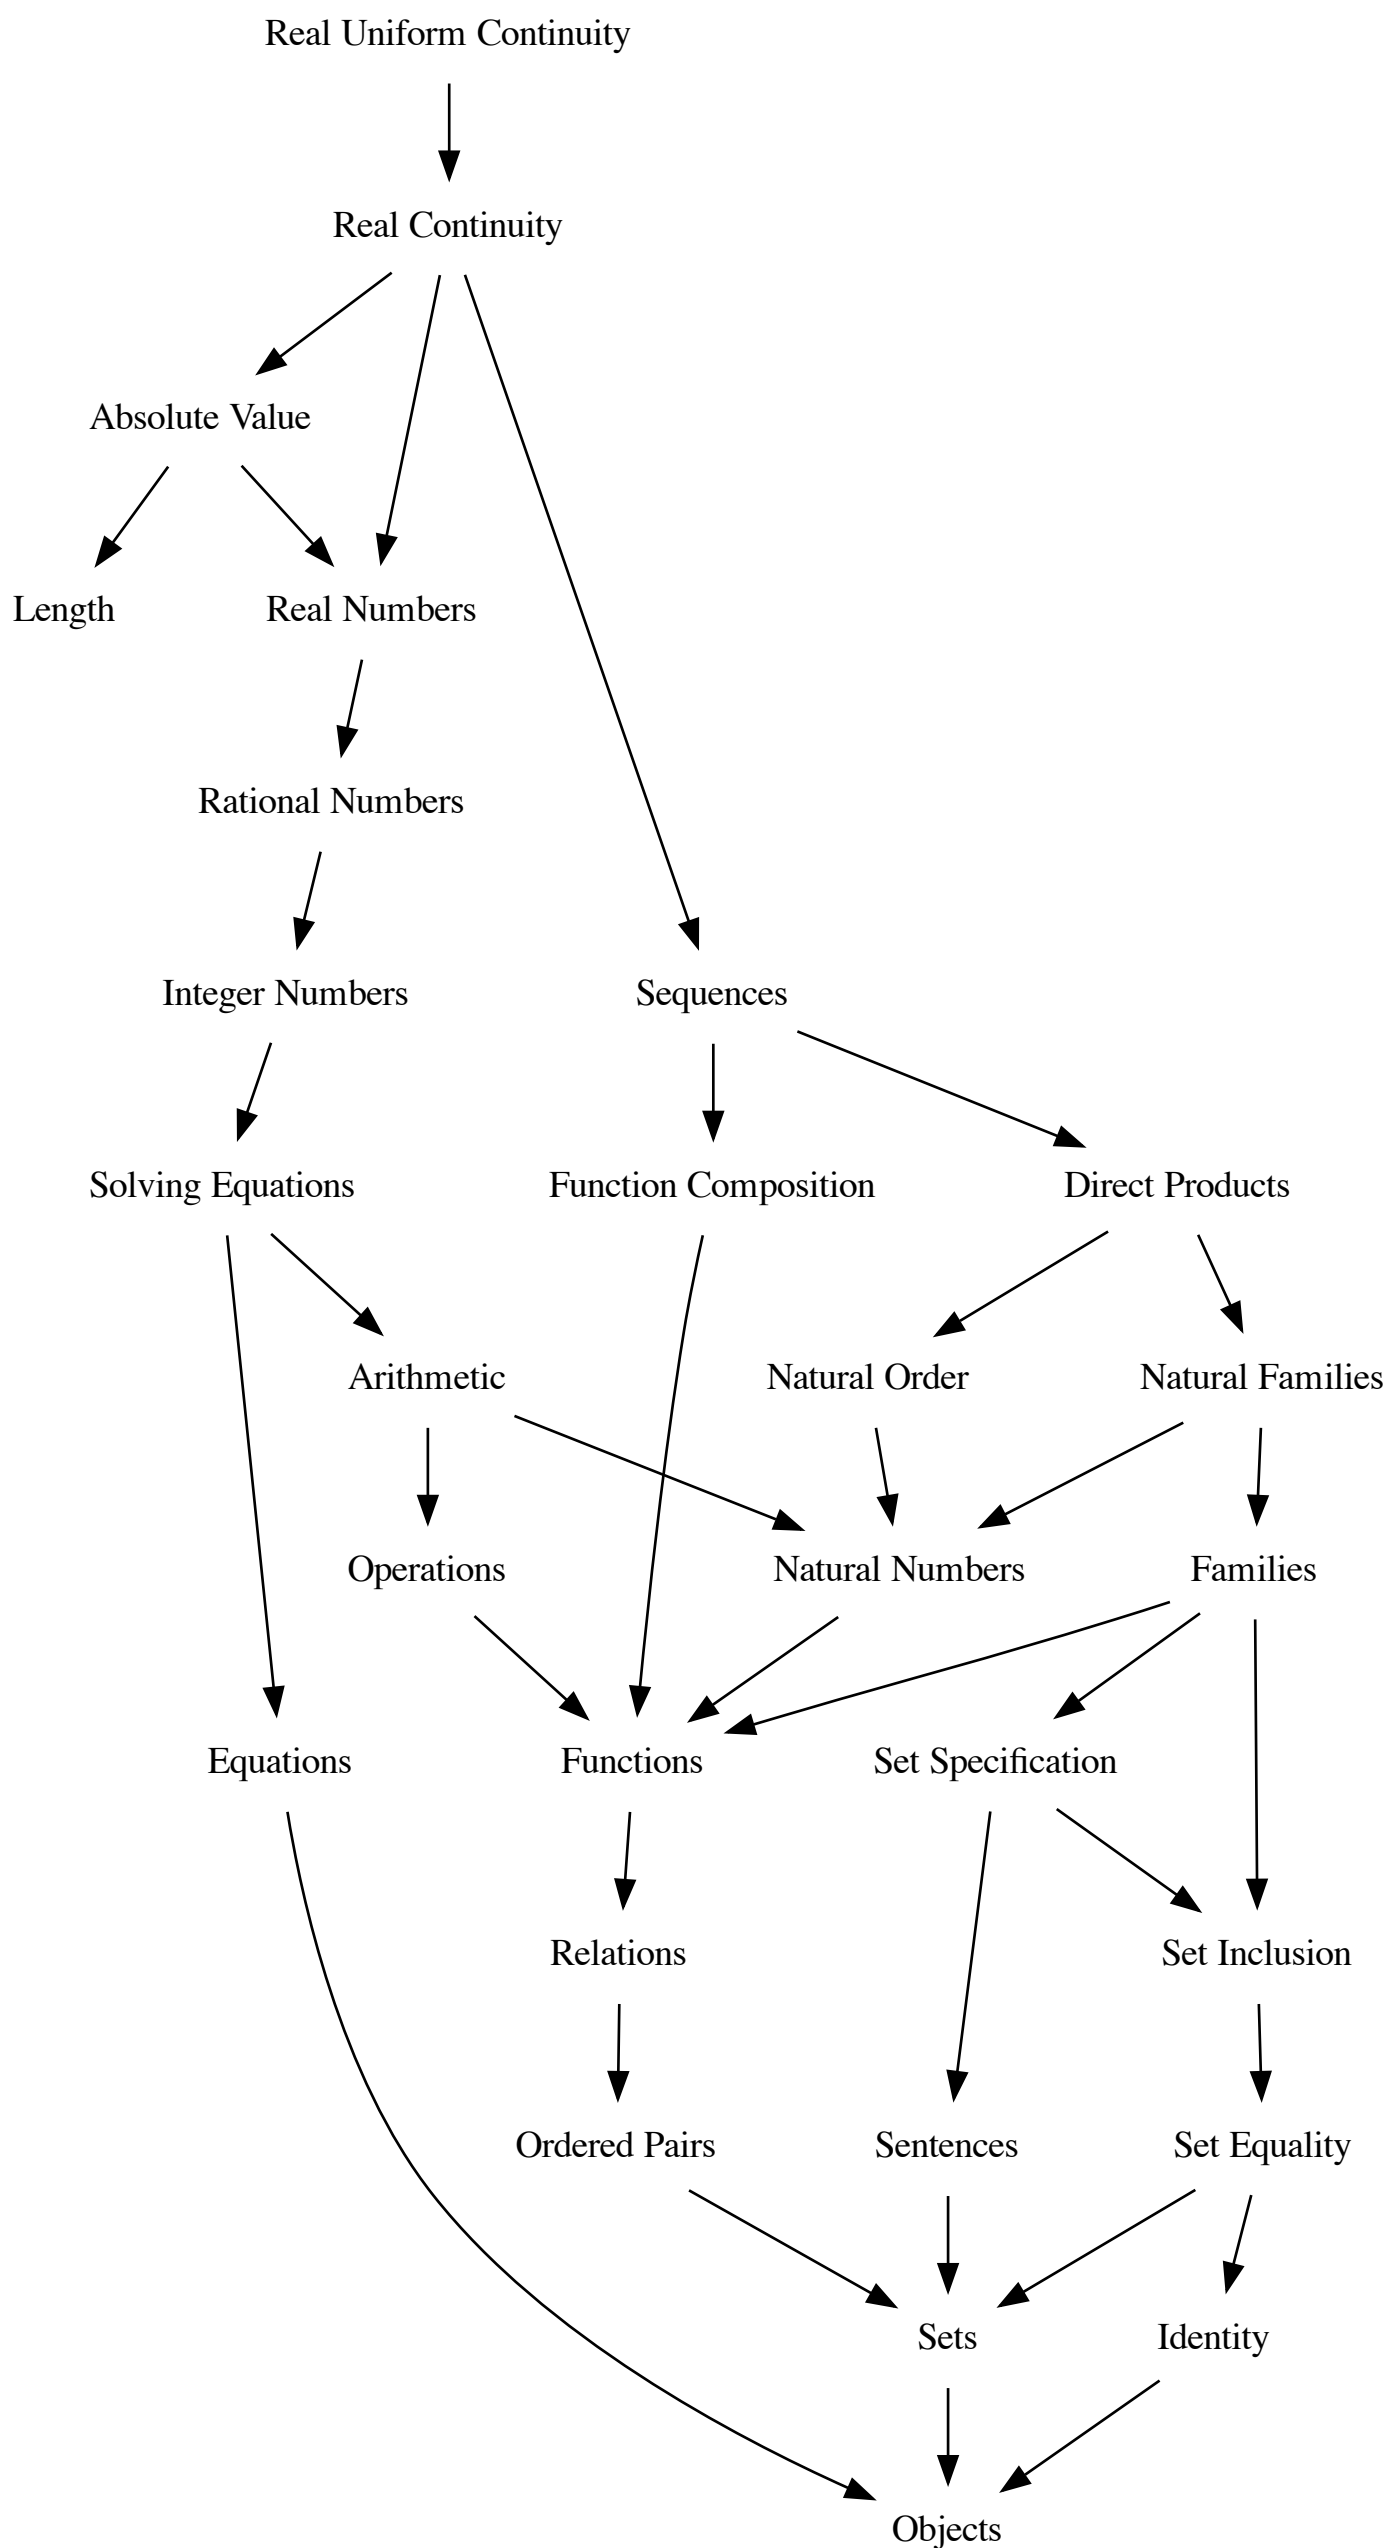 Real Uniform Continuity
Real Continuity
Absolute Value
Length
Real Numbers
Rational Numbers
Integer Numbers
Sequences
Solving Equations
Function Composition
Direct Products
Arithmetic
Natural Order
Natural Families
Operations
Natural Numbers
Families
Equations
Functions
Set Specification
Relations
Set Inclusion
Ordered Pairs
Sentences
Set Equality
Sets
Identity
Objects